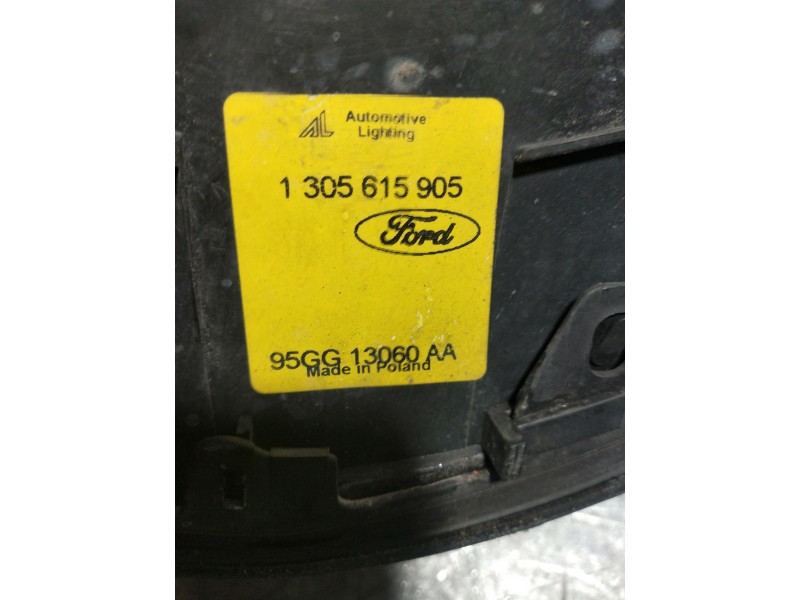 AL Automotive
Lighting
1 305 615 905
Ford
95GG 13060 AA
Made in Poland